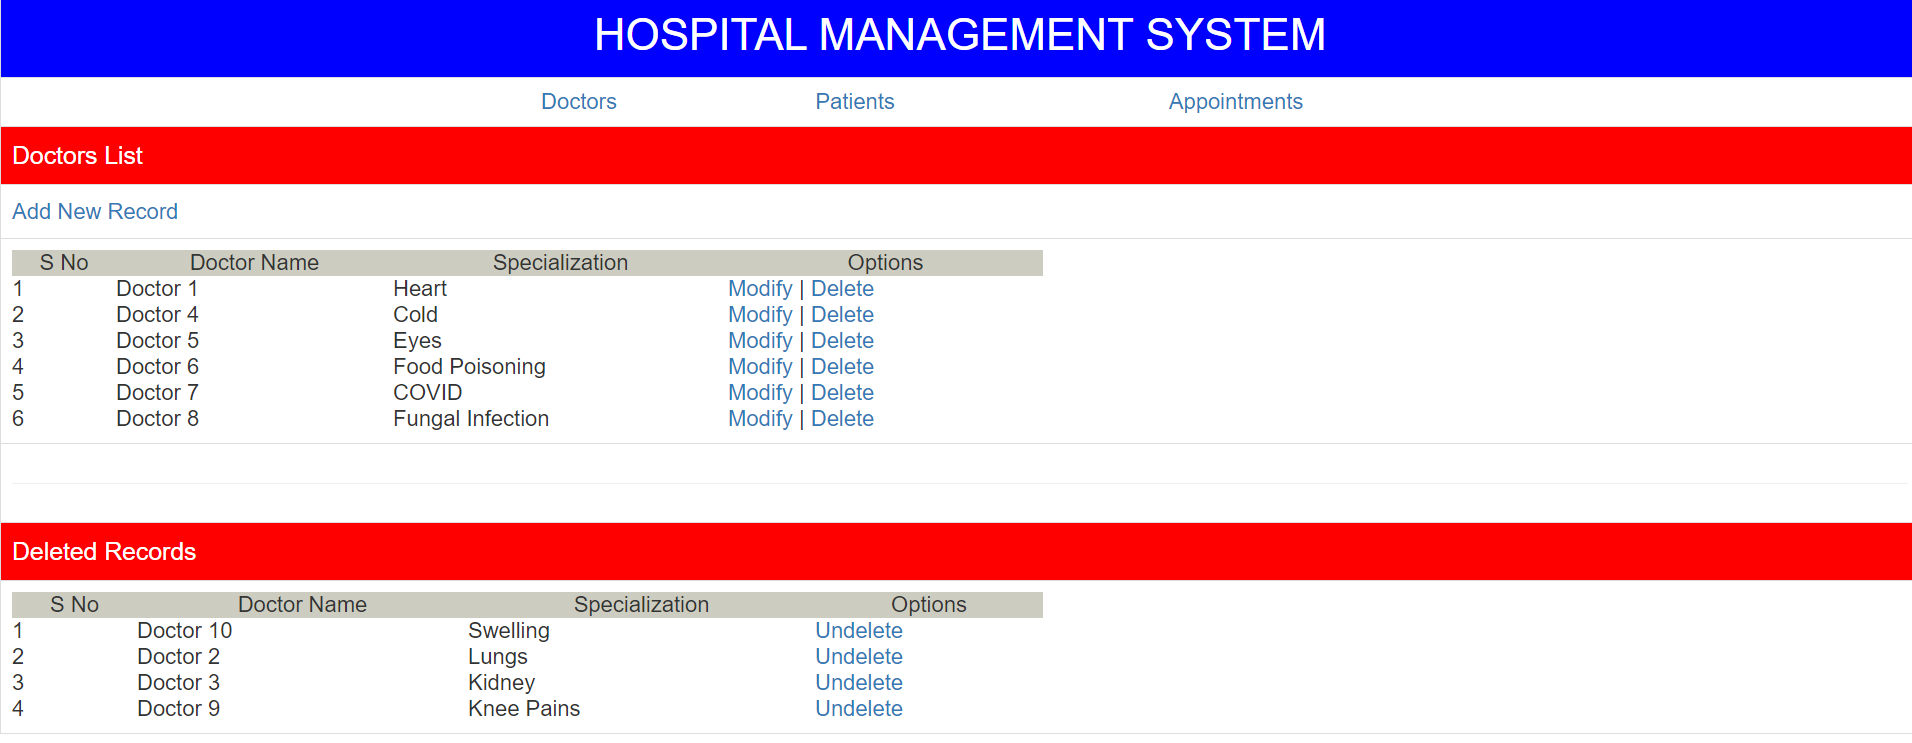 HOSPITAL MANAGEMENT SYSTEM
Doctors Patients Appointments
Doctors List
Add New Record
S No Doctor Name Specialization Options
1 Doctor 1 Heart Modify | Delete
2 Doctor 4 Cold Modify | Delete
3 Doctor 5 Eyes Modify | Delete
4 Doctor 6 Food Poisoning Modify | Delete
5 Doctor 7 COVID Modify | Delete
6 Doctor 8 Fungal Infection Modify | Delete
Deleted Records
S No Doctor Name Specialization Options
1 Doctor 10 Swelling Undelete
2 Doctor 2 Lungs Undelete
3 Doctor 3 Kidney Undelete
4 Doctor 9 Knee Pains Undelete